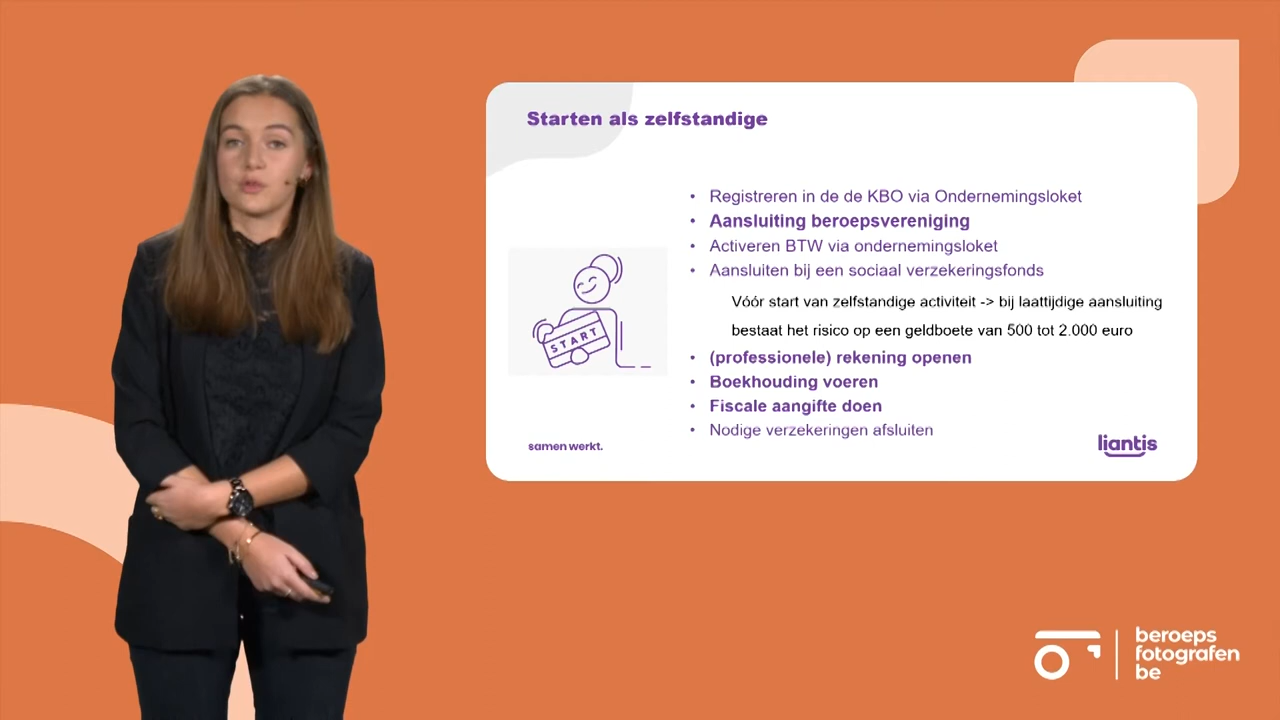 Starten als zelfstandige
• Registreren in de de KBO via Ondernemingsloket
• Aansluiting beroepsvereniging
• Activeren BTW via ondernemingsloket
• Aansluiten bij een sociaal verzekeringsfonds
Vóór start van zelfstandige activiteit -> bij laattijdige aansluiting
bestaat het risico op een geldboete van 500 tot 2.000 euro
• (professionele) rekening openen
• Boekhouding voeren
• Fiscale aangifte doen
• Nodige verzekeringen afsluiten
START
samen werkt.
liantis
beroeps
fotografen
be